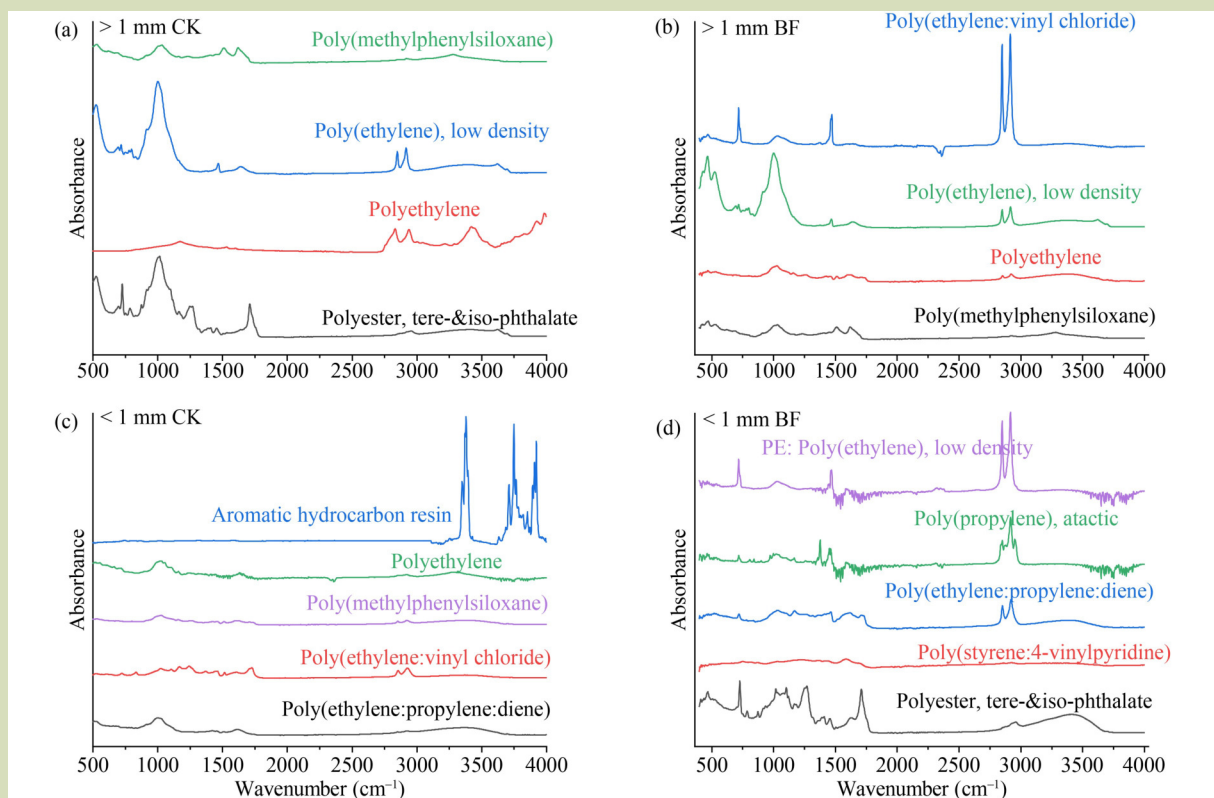 (a) > 1 mm CK
Poly(methylphenylsiloxane)
Poly(ethylene), low density
Polyethylene
Polyester, tere-&iso-phthalate
Absorbance
500 1000 1500 2000 2500 3000 3500 4000
(b) > 1 mm BF
Poly(ethylene:vinyl chloride)
Poly(ethylene), low density
Polyethylene
Poly(methylphenylsiloxane)
Absorbance
500 1000 1500 2000 2500 3000 3500 4000
(c) < 1 mm CK
Aromatic hydrocarbon resin
Polyethylene
Poly(methylphenylsiloxane)
Poly(ethylene:vinyl chloride)
Poly(ethylene:propylene:diene)
Absorbance
500 1000 1500 2000 2500 3000 3500 4000
Wavenumber (cm⁻¹)
(d) < 1 mm BF
PE: Poly(ethylene), low density
Poly(propylene), atactic
Poly(ethylene:propylene:diene)
Poly(styrene:4-vinylpyridine)
Polyester, tere-&iso-phthalate
Absorbance
500 1000 1500 2000 2500 3000 3500 4000
Wavenumber (cm⁻¹)